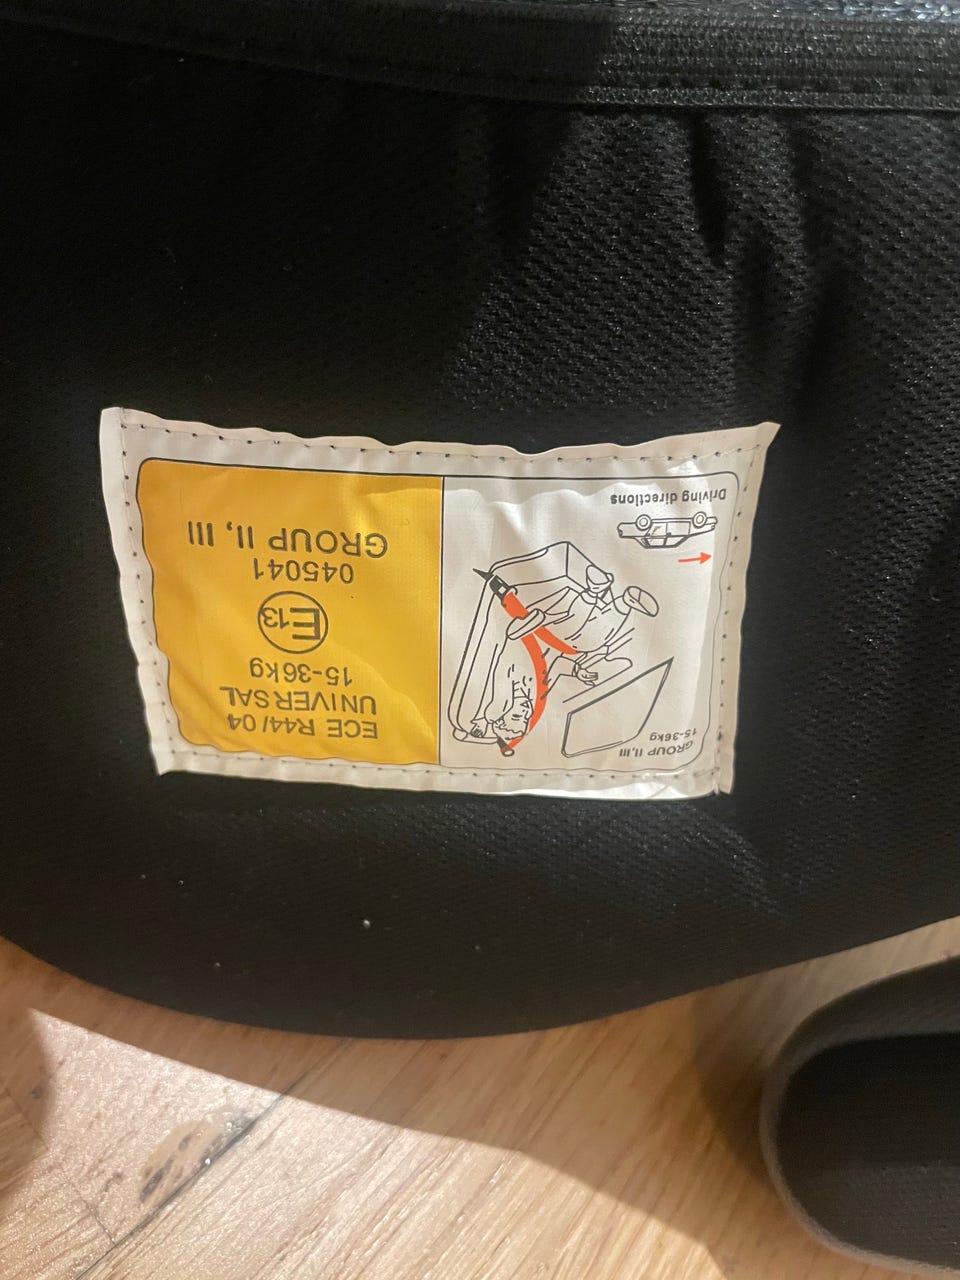 ECE R44/ 04
UNIVERSAL
15-36kg
E13
045041
GROUP II, III
GROUP II,III
15-36kg
Driving directions